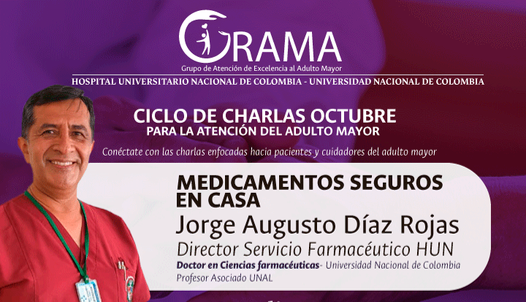 GRAMA
Grupo de Atención de Excelencia al Adulto Mayor
HOSPITAL UNIVERSITARIO NACIONAL DE COLOMBIA - UNIVERSIDAD NACIONAL DE COLOMBIA
CICLO DE CHARLAS OCTUBRE
PARA LA ATENCIÓN DEL ADULTO MAYOR
Conéctate con las charlas enfocadas hacia pacientes y cuidadores del adulto mayor
MEDICAMENTOS SEGUROS
EN CASA
Jorge Augusto Díaz Rojas
Director Servicio Farmacéutico HUN
Doctor en Ciencias farmacéuticas- Universidad Nacional de Colombia
Profesor Asociado UNAL